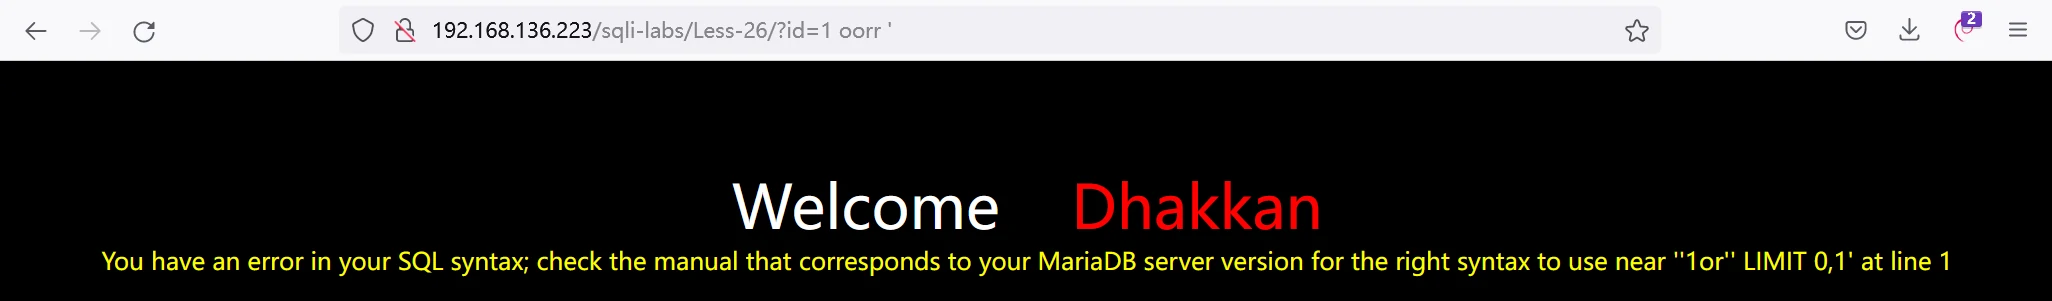 192.168.136.223/sqli-labs/Less-26/?id=1 oorr '
2
Welcome Dhakkan
You have an error in your SQL syntax; check the manual that corresponds to your MariaDB server version for the right syntax to use near ''1or'' LIMIT 0,1' at line 1